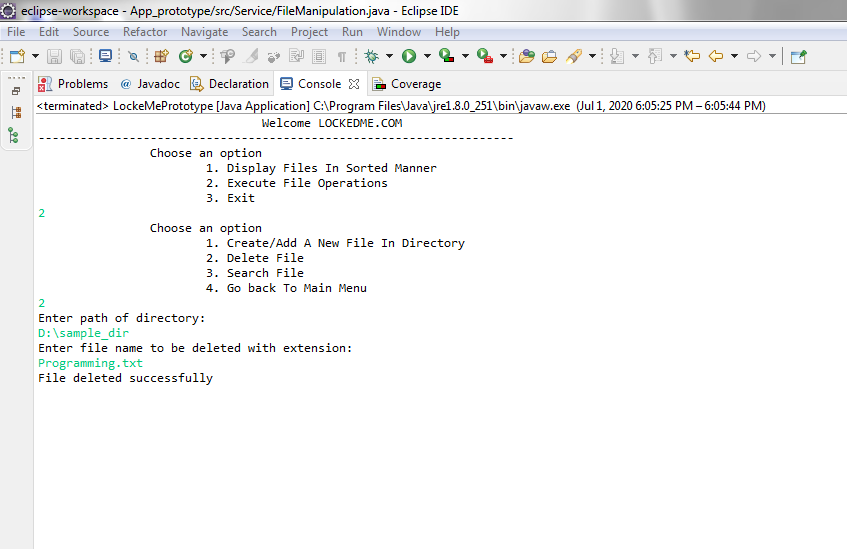 eclipse-workspace - App_prototype/src/Service/FileManipulation.java - Eclipse IDE
File Edit Source Refactor Navigate Search Project Run Window Help
Problems @ Javadoc Declaration Console Coverage
<terminated> LockeMePrototype [Java Application] C:\Program Files\Java\jre1.8.0_251\bin\javaw.exe (Jul 1, 2020 6:05:25 PM – 6:05:44 PM)
Welcome LOCKEDME.COM
--------------------------------------------------------------------
Choose an option
1. Display Files In Sorted Manner
2. Execute File Operations
3. Exit
2
Choose an option
1. Create/Add A New File In Directory
2. Delete File
3. Search File
4. Go back To Main Menu
2
Enter path of directory:
D:\sample_dir
Enter file name to be deleted with extension:
Programming.txt
File deleted successfully